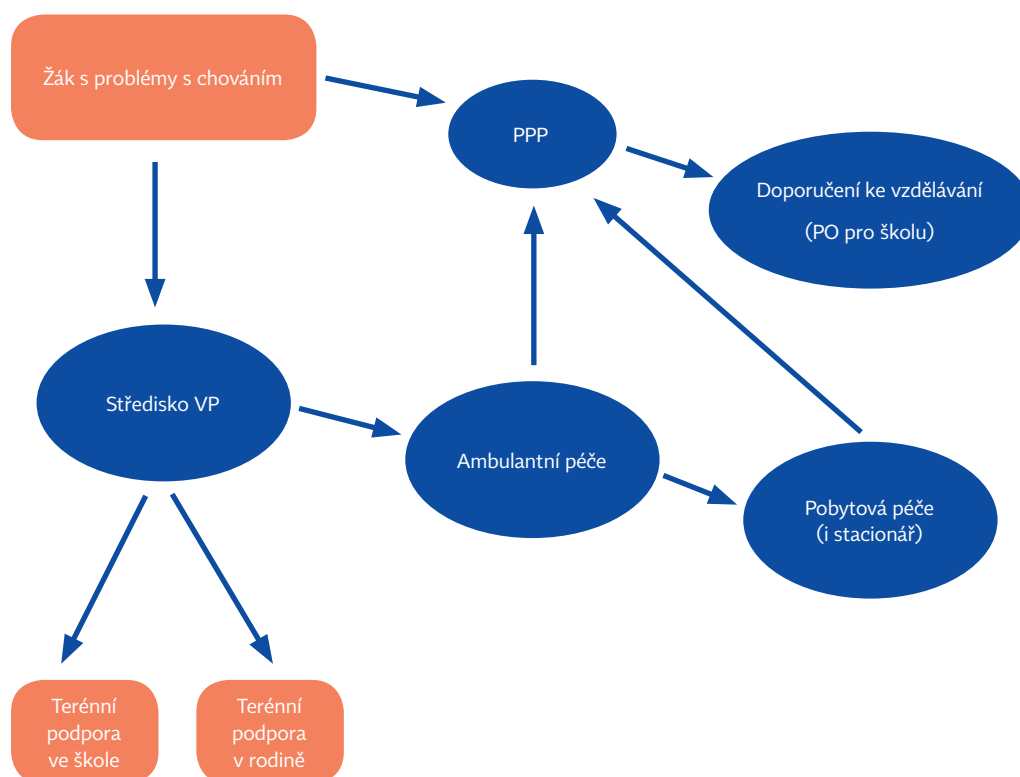 Žák s problémy s chováním
PPP
Doporučení ke vzdělávání
(PO pro školu)
Středisko VP
Ambulantní péče
Pobytová péče
(i stacionář)
Terénní
podpora
ve škole
Terénní
podpora
v rodině